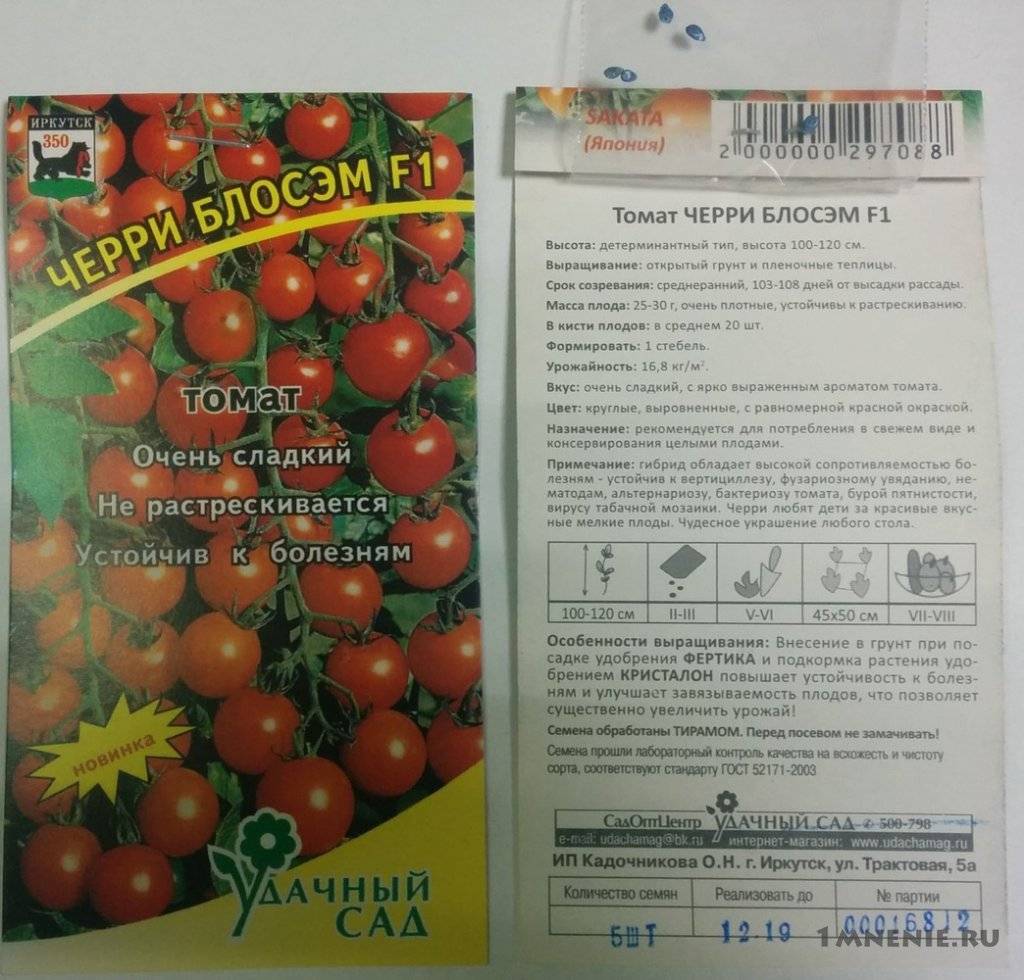 ИРКУТСК
350
ЧЕРРИ БЛОСЭМ F1
томат
Очень сладкий
Не растрескивается
Устойчив к болезням
новинка
УДАЧНЫЙ
САД
SAKATA
(Япония)
2 000000 297088
Томат ЧЕРРИ БЛОСЭМ F1
Высота: детерминантный тип, высота 100-120 см.
Выращивание: открытый грунт и пленочные теплицы.
Срок созревания: среднеранний, 103-108 дней от высадки рассады.
Масса плода: 25-30 г, очень плотные, устойчивы к растрескиванию.
В кисти плодов: в среднем 20 шт.
Формировать: 1 стебель.
Урожайность: 16,8 кг/м².
Вкус: очень сладкий, с ярко выраженным ароматом томата.
Цвет: круглые, выровненные, с равномерной красной окраской.
Назначение: рекомендуется для потребления в свежем виде и
консервирования целыми плодами.
Примечание: гибрид обладает высокой сопротивляемостью бо-
лезням - устойчив к вертициллезу, фузариозному увяданию, не-
матодам, альтернариозу, бактериозу томата, бурой пятнистости,
вирусу табачной мозаики. Черри любят дети за красивые вкус-
ные мелкие плоды. Чудесное украшение любого стола.
100-120 см II-III V-VI 45х50 см VII-VIII
Особенности выращивания: Внесение в грунт при по-
садке удобрения ФЕРТИКА и подкормка растения удо-
брением КРИСТАЛОН повышает устойчивость к болез-
ням и улучшает завязываемость плодов, что позволяет
существенно увеличить урожай!
Семена обработаны ТИРАМОМ. Перед посевом не замачивать!
Семена прошли лабораторный контроль качества на всхожесть и чистоту
сорта, соответствуют стандарту ГОСТ 52171-2003
СадОптЦентр УДАЧНЫЙ САД ✆ 500-798
e-mail: udachamag@bk.ru интернет-магазин: www.udachamag.ru
ИП Кадочникова О.Н. г. Иркутск, ул. Трактовая, 5а
Количество семян Реализовать до № партии
5ШТ 12.19 00016812
1MNENIE.RU